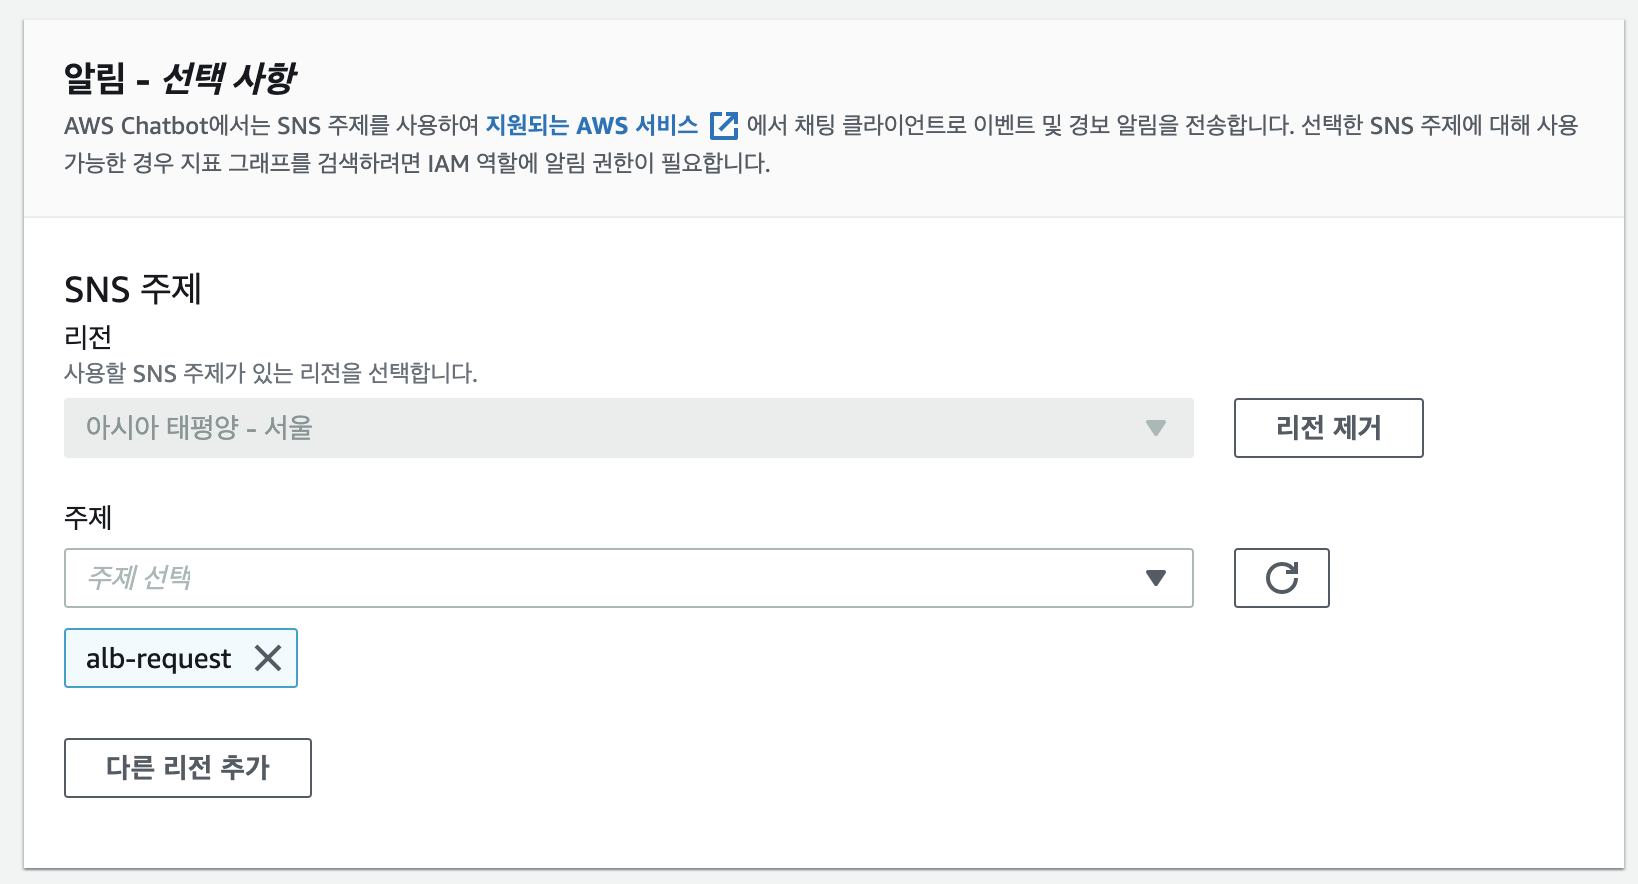 알림 - 선택 사항
AWS Chatbot에서는 SNS 주제를 사용하여 지원되는 AWS 서비스 에서 채팅 클라이언트로 이벤트 및 경보 알림을 전송합니다. 선택한 SNS 주제에 대해 사용
가능한 경우 지표 그래프를 검색하려면 IAM 역할에 알림 권한이 필요합니다.
SNS 주제
리전
사용할 SNS 주제가 있는 리전을 선택합니다.
아시아 태평양 - 서울
리전 제거
주제
주제 선택
alb-request
다른 리전 추가